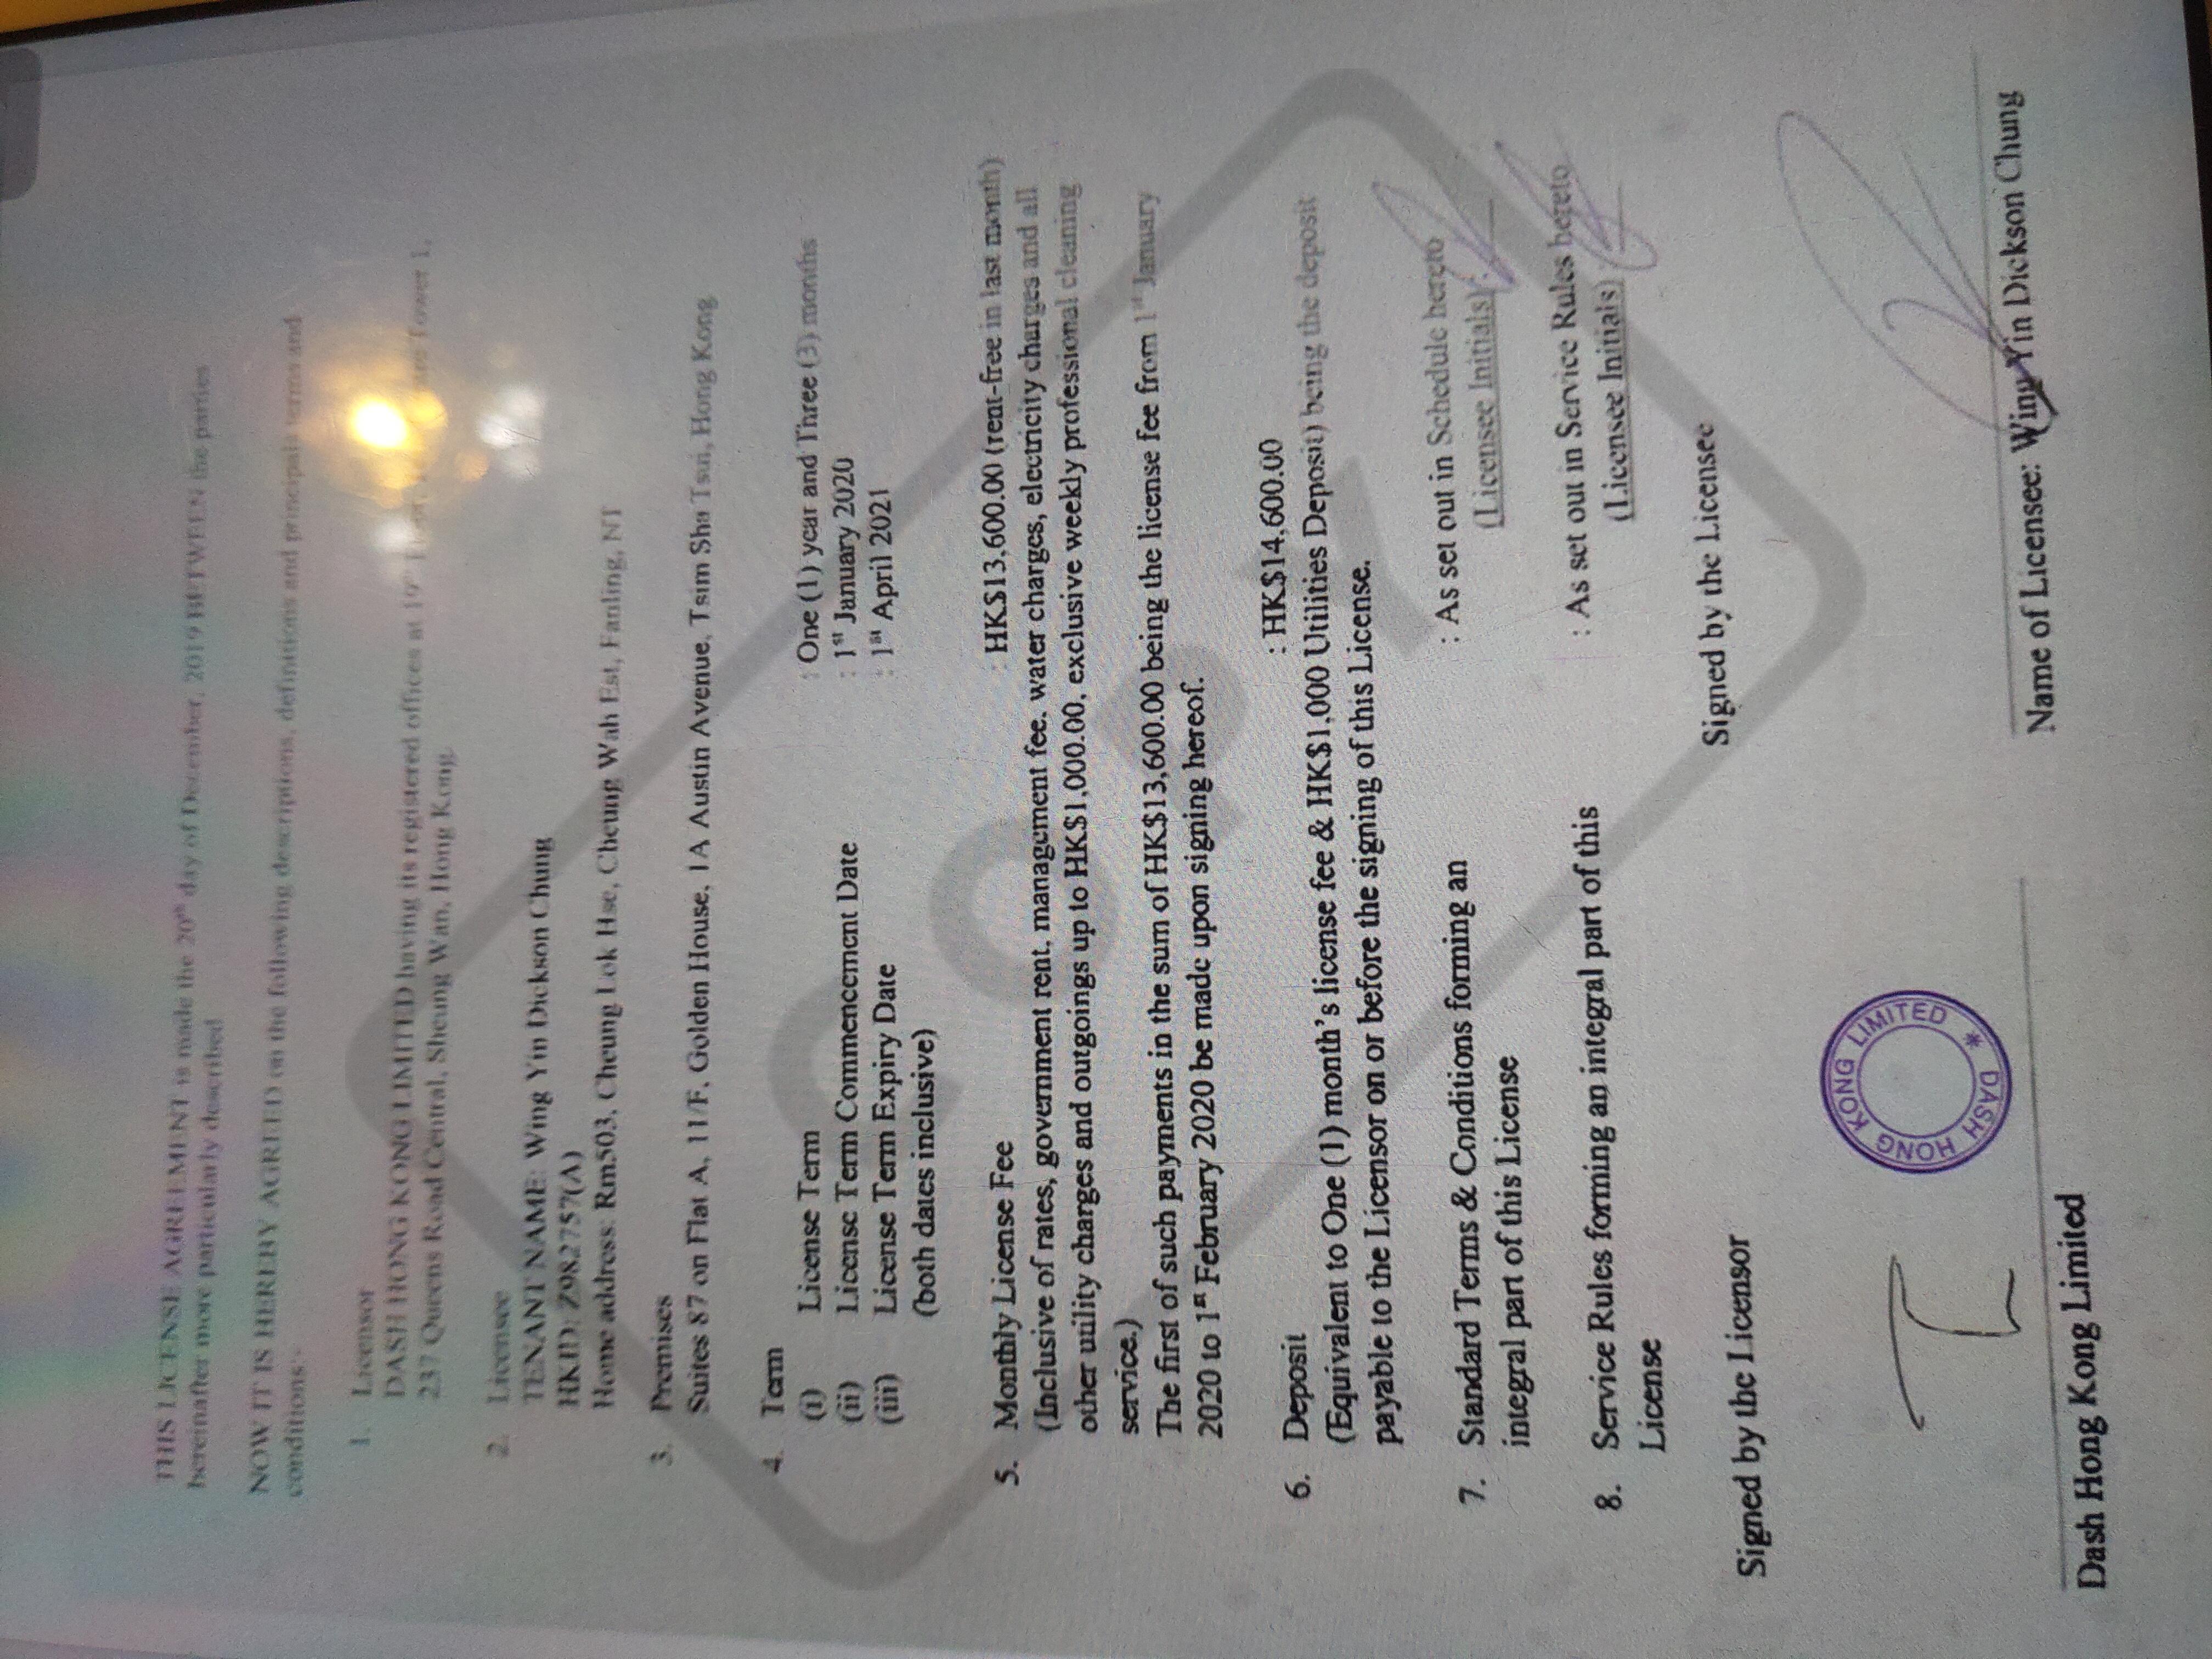 THIS LICENSE AGREEMENT is made the 20th day of December, 2019 BETWEEN the parties
hereinafter more particularly described
NOW IT IS HEREBY AGREED on the following descriptions, definitions and principal terms and
conditions:-
1. Licensor
DASH HONG KONG LIMITED having its registered offices at 19th Tower 1,
237 Queens Road Central, Sheung Wan, Hong Kong.
2. Licensee
TENANT NAME: Wing Yin Dickson Chung
HKID: Z982757(A)
Home address: Rm503, Cheung Lok Hse, Cheung Wah Est, Fanling, NT
3. Premises
Suites 87 on Flat A, 11/F, Golden House, 1A Austin Avenue, Tsim Sha Tsui, Hong Kong
4. Term
(i) License Term : One (1) year and Three (3) months
(ii) License Term Commencement Date : 1st January 2020
(iii) License Term Expiry Date : 1st April 2021
(both dates inclusive)
5. Monthly License Fee : HK$13,600.00 (rent-free in last month)
(Inclusive of rates, government rent, management fee, water charges, electricity charges and all
other utility charges and outgoings up to HK$1,000.00, exclusive weekly professional cleaning
service.)
The first of such payments in the sum of HK$13,600.00 being the license fee from 1st January
2020 to 1st February 2020 be made upon signing hereof.
6. Deposit : HK$14,600.00
(Equivalent to One (1) month's license fee & HK$1,000 Utilities Deposit) being the deposit
payable to the Licensor on or before the signing of this License.
7. Standard Terms & Conditions forming an : As set out in Schedule hereto
integral part of this License (Licensee Initials):
8. Service Rules forming an integral part of this : As set out in Service Rules hereto
License (Licensee Initials)
Signed by the Licensor Signed by the Licensee
DASH HONG KONG LIMITED *
Dash Hong Kong Limited Name of Licensee: Wing Yin Dickson Chung
COPY